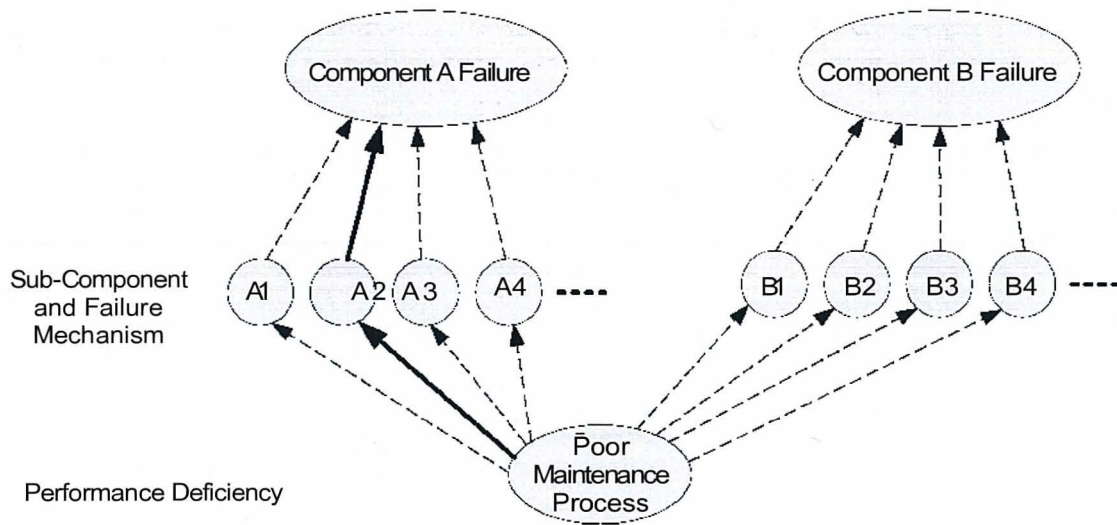 Component A Failure
Component B Failure
Sub-Component
and Failure
Mechanism
A1
A2
A3
A4
B1
B2
B3
B4
Poor
Maintenance
Process
Performance Deficiency